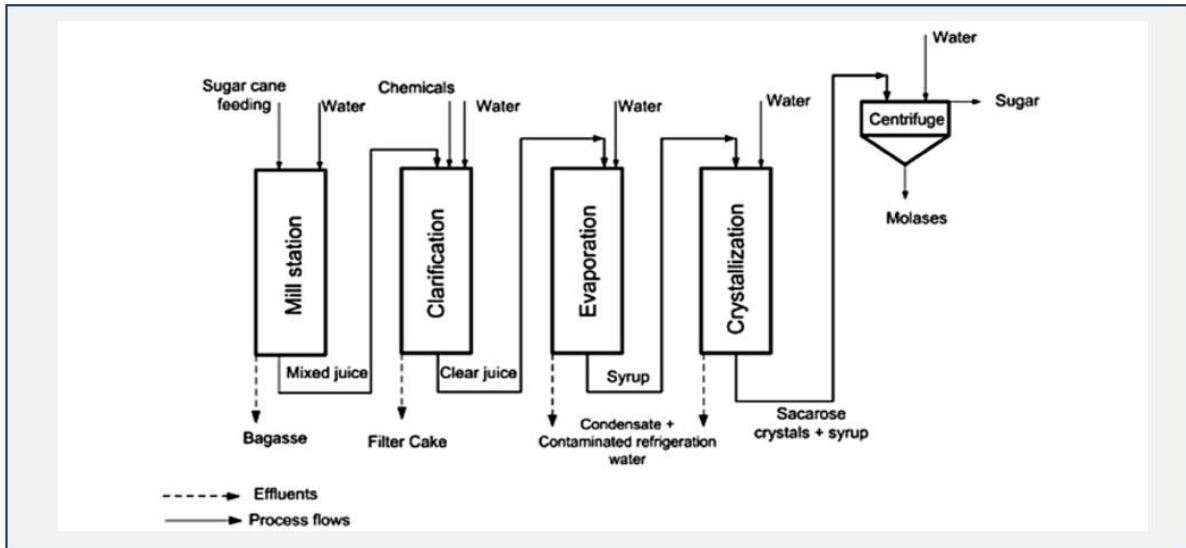 Water
Sugar cane
feeding
Water
Chemicals
Water
Water
Water
Centrifuge
Sugar
Molases
Mill station
Clarification
Evaporation
Crystallization
Mixed juice
Clear juice
Syrup
Sacarose
crystals + syrup
Bagasse
Filter Cake
Condensate +
Contaminated refrigeration
water
Effluents
Process flows